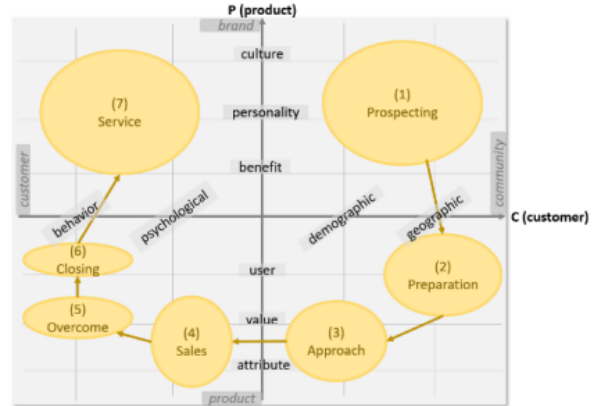 P (product)
brand
culture
(7)
Service
(1)
Prospecting
personality
customer
community
benefit
behavior
psychological
demographic
geographic
C (customer)
(6)
Closing
user
(2)
Preparation
(5)
Overcome
value
(4)
Sales
(3)
Approach
attribute
product